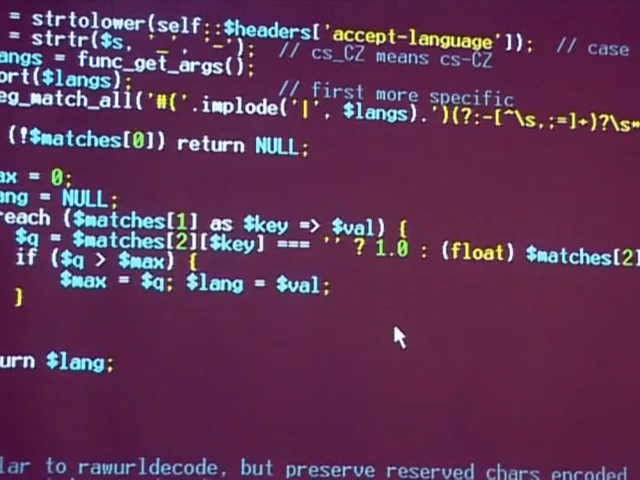 = strtolower(self::$headers['accept-language']); // case
= strtr($s, '_', '-'); // cs_CZ means cs-CZ
angs = func_get_args();
ort($langs); // first more specific
eg_match_all('#('.implode('|', $langs).')(?:-[^\s,;=]+)?\s*
(!$matches[0]) return NULL;
ax = 0;
ang = NULL;
reach ($matches[1] as $key => $val) {
$q = $matches[2][$key] === '' ? 1.0 : (float) $matches[2]
if ($q > $max) {
$max = $q; $lang = $val;
}
urn $lang;
lar to rawurldecode, but preserve reserved chars encoded